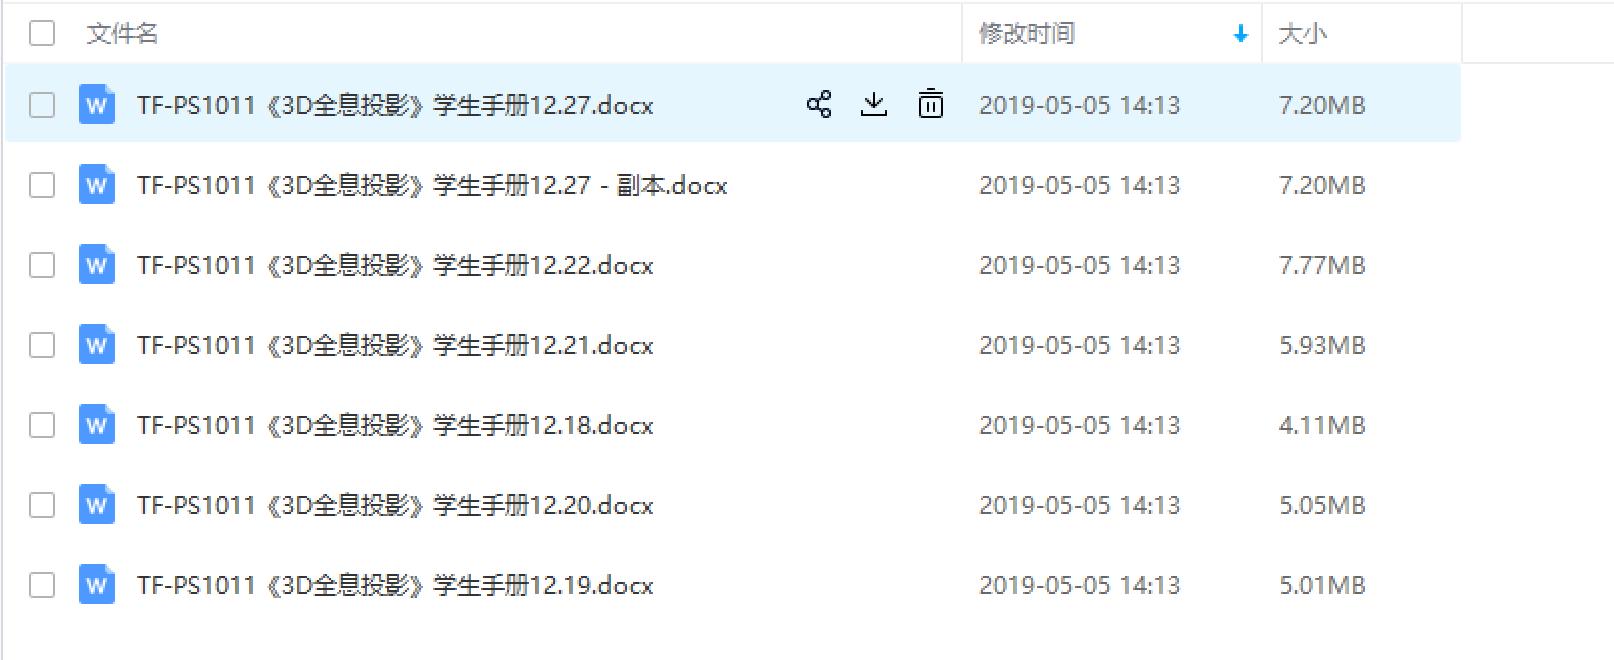 文件名 修改时间 大小
W TF-PS1011《3D全息投影》学生手册12.27.docx 2019-05-05 14:13 7.20MB
W TF-PS1011《3D全息投影》学生手册12.27 - 副本.docx 2019-05-05 14:13 7.20MB
W TF-PS1011《3D全息投影》学生手册12.22.docx 2019-05-05 14:13 7.77MB
W TF-PS1011《3D全息投影》学生手册12.21.docx 2019-05-05 14:13 5.93MB
W TF-PS1011《3D全息投影》学生手册12.18.docx 2019-05-05 14:13 4.11MB
W TF-PS1011《3D全息投影》学生手册12.20.docx 2019-05-05 14:13 5.05MB
W TF-PS1011《3D全息投影》学生手册12.19.docx 2019-05-05 14:13 5.01MB